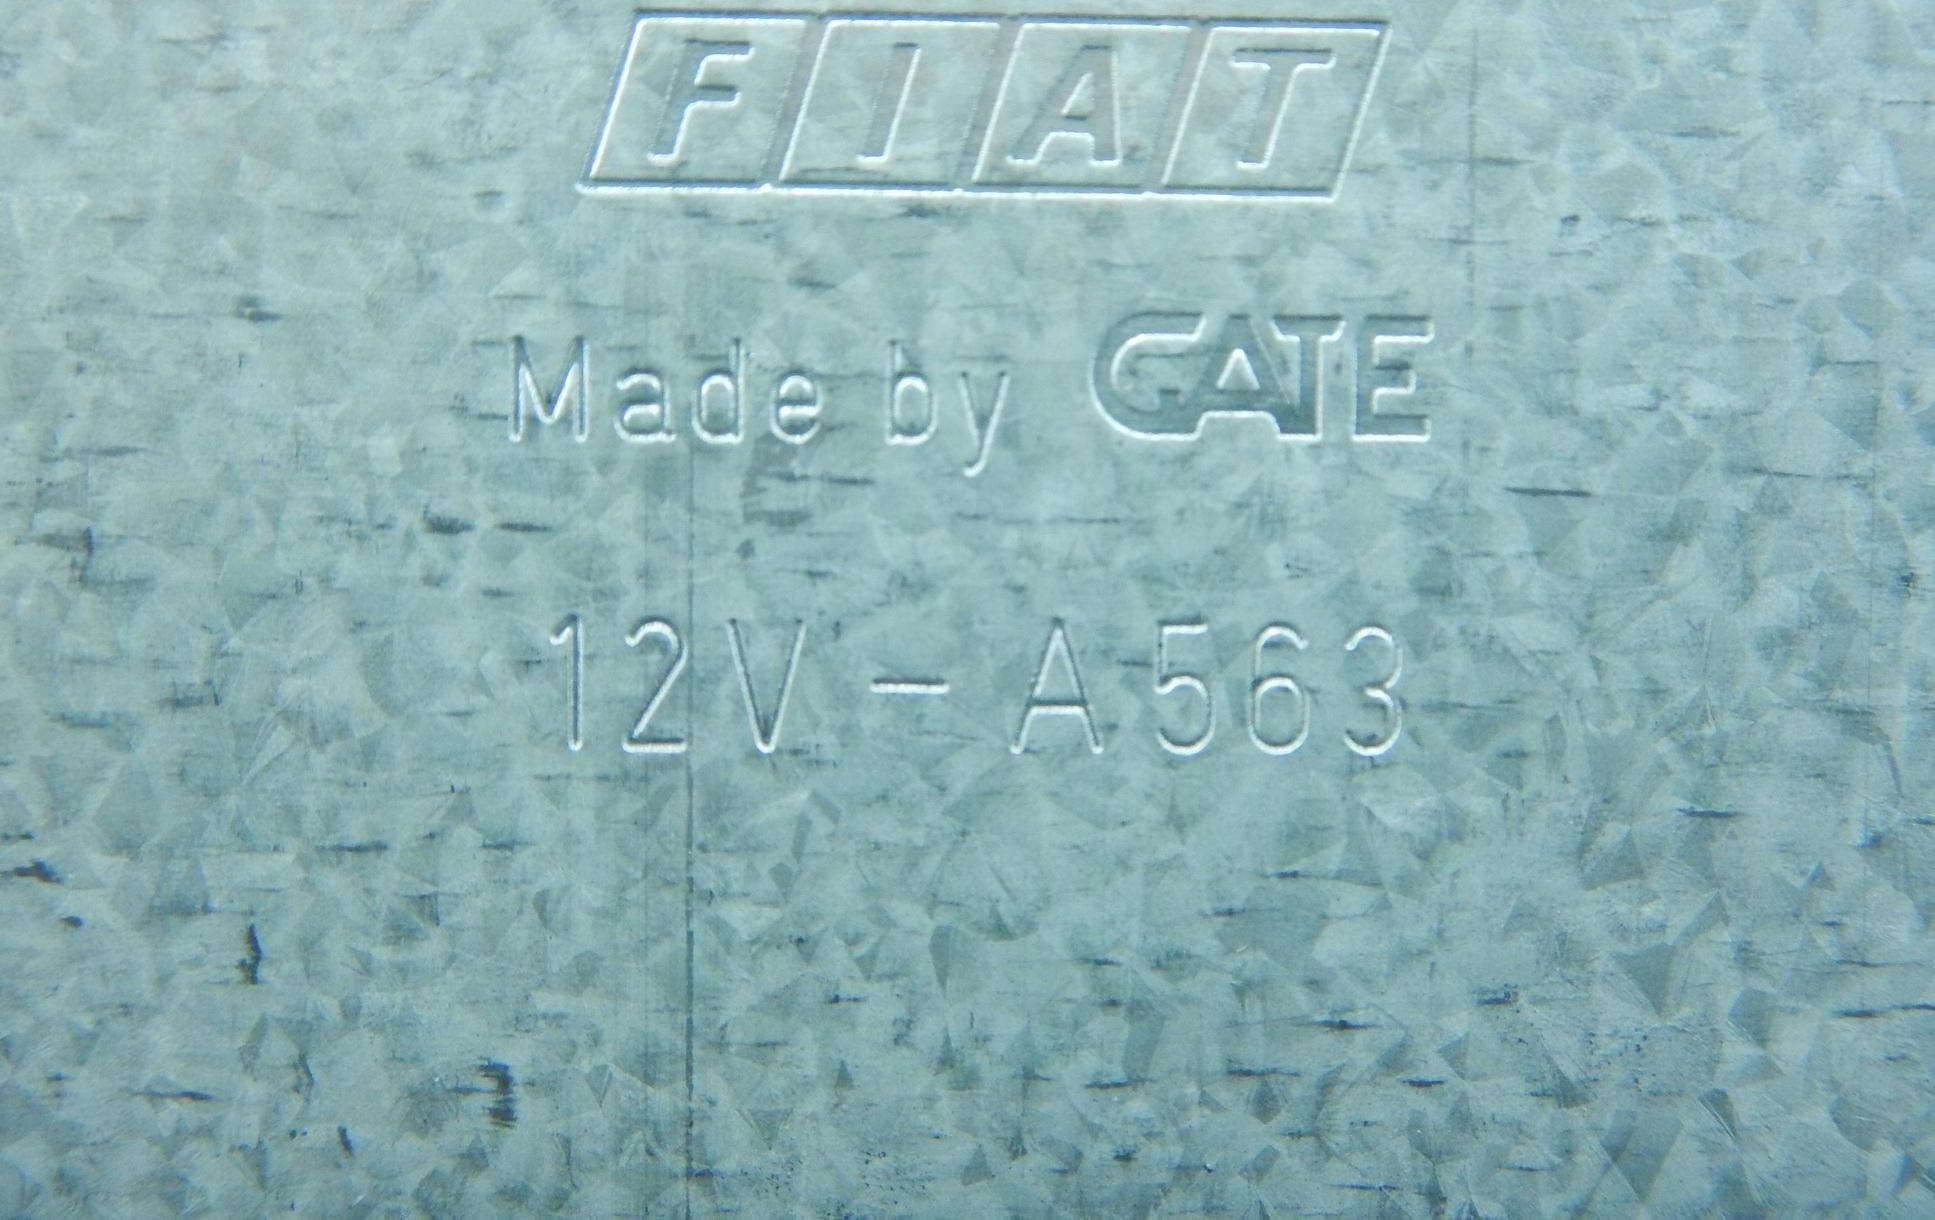 FIAT
Made by GATE
12V - A563